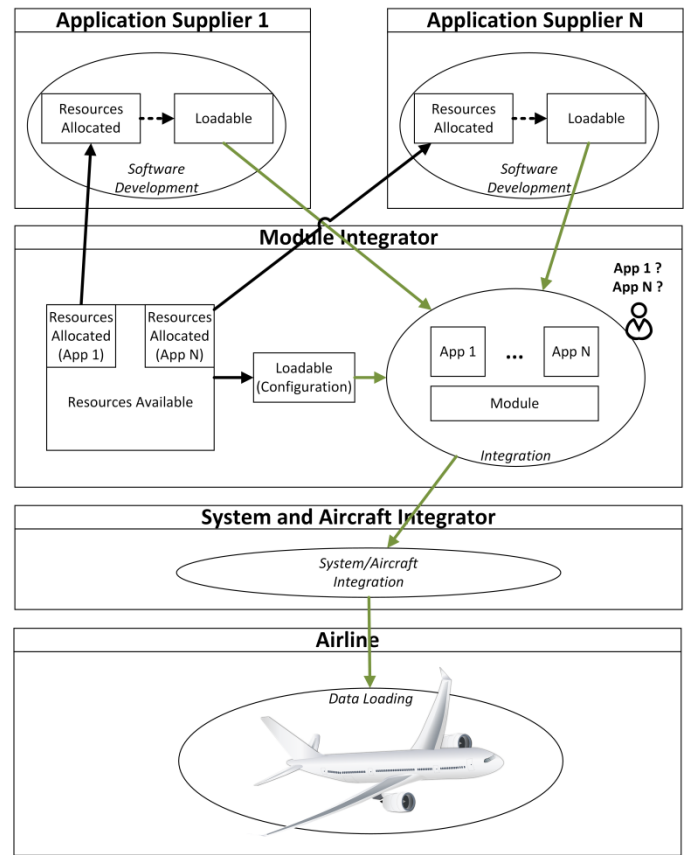 Application Supplier 1
Application Supplier N
Resources
Allocated
Loadable
Software
Development
Resources
Allocated
Loadable
Software
Development
Module Integrator
App 1 ?
App N ?
Resources
Allocated
(App 1)
Resources
Allocated
(App N)
Resources Available
Loadable
(Configuration)
App 1
...
App N
Module
Integration
System and Aircraft Integrator
System/Aircraft
Integration
Airline
Data Loading